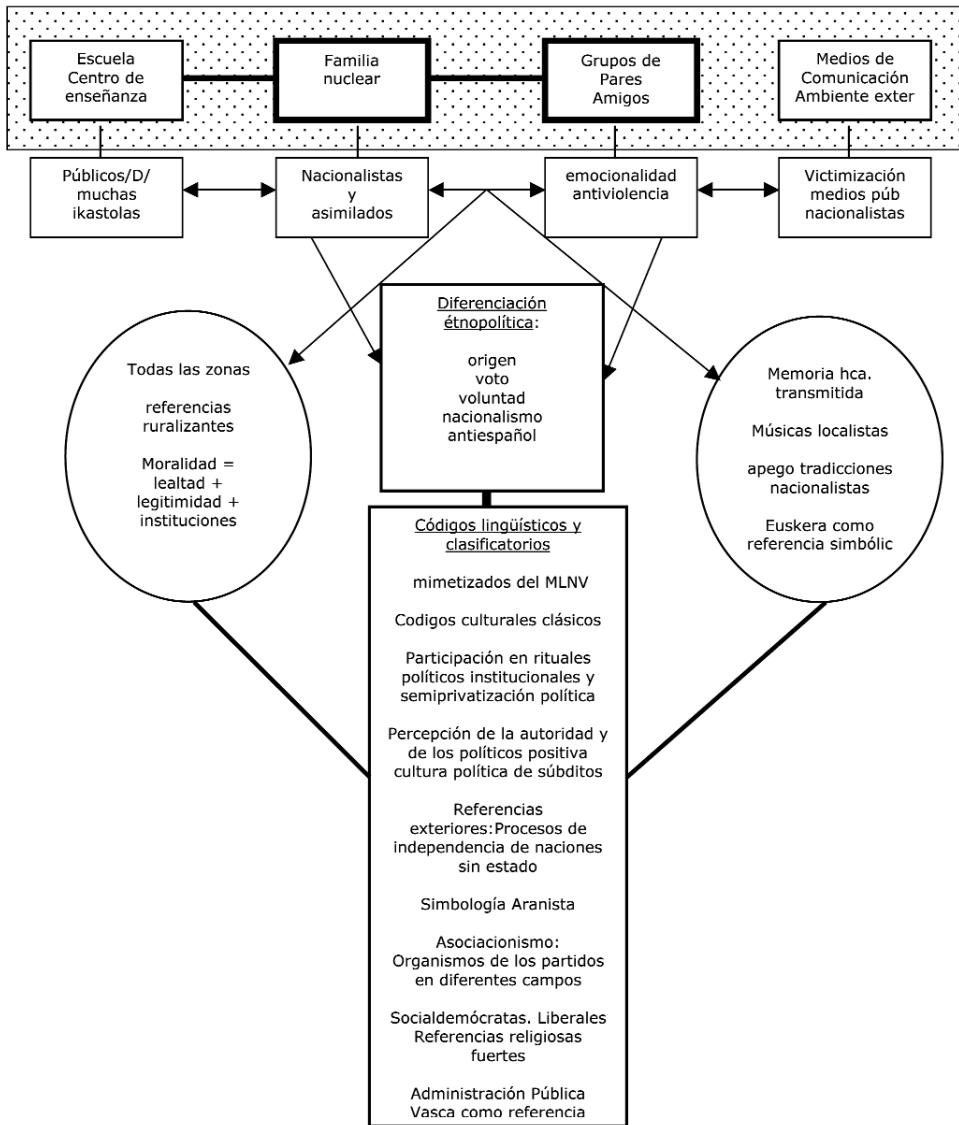 Escuela
Centro de
enseñanza
Familia
nuclear
Grupos de
Pares
Amigos
Medios de
Comunicación
Ambiente exter
Públicos/D/
muchas
ikastolas
Nacionalistas
y
asimilados
emocionalidad
antiviolencia
Victimización
medios púb
nacionalistas
Todas las zonas
referencias
ruralizantes
Moralidad =
lealtad +
legitimidad +
instituciones
Diferenciación
étnopolítica:
origen
voto
voluntad
nacionalismo
antiespañol
Memoria hca.
transmitida
Músicas localistas
apego tradicciones
nacionalistas
Euskera como
referencia simbólic
Códigos lingüísticos y
clasificatorios
mimetizados del MLNV
Codigos culturales clásicos
Participación en rituales
políticos institucionales y
semiprivatización política
Percepción de la autoridad y
de los políticos positiva
cultura política de súbditos
Referencias
exteriores:Procesos de
independencia de naciones
sin estado
Simbología Aranista
Asociacionismo:
Organismos de los partidos
en diferentes campos
Socialdemócratas. Liberales
Referencias religiosas
fuertes
Administración Pública
Vasca como referencia